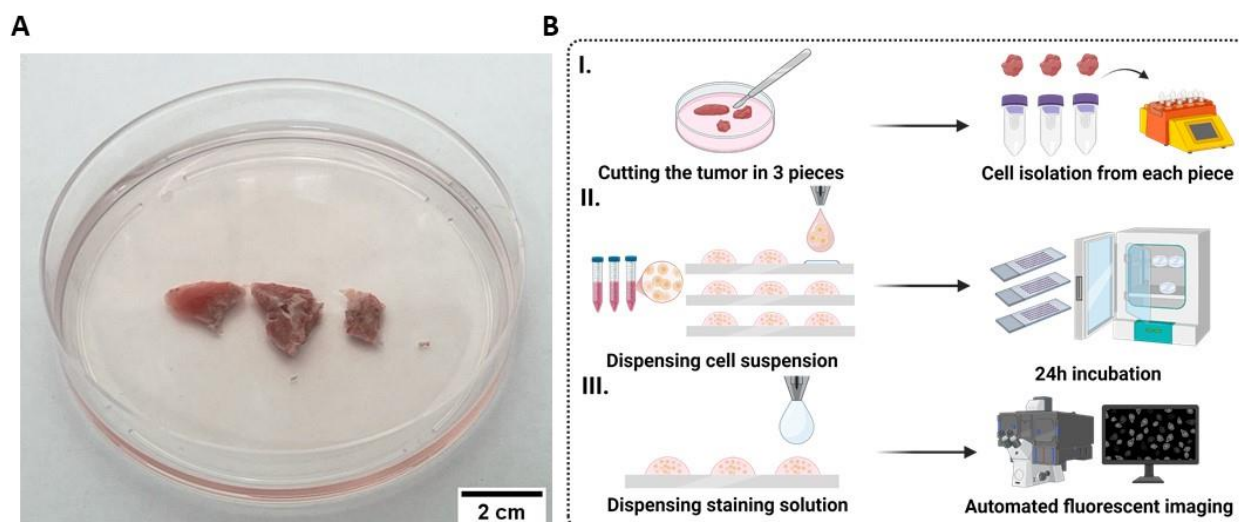 A
B
I.
Cutting the tumor in 3 pieces
Cell isolation from each piece
II.
Dispensing cell suspension
24h incubation
III.
Dispensing staining solution
Automated fluorescent imaging
2 cm